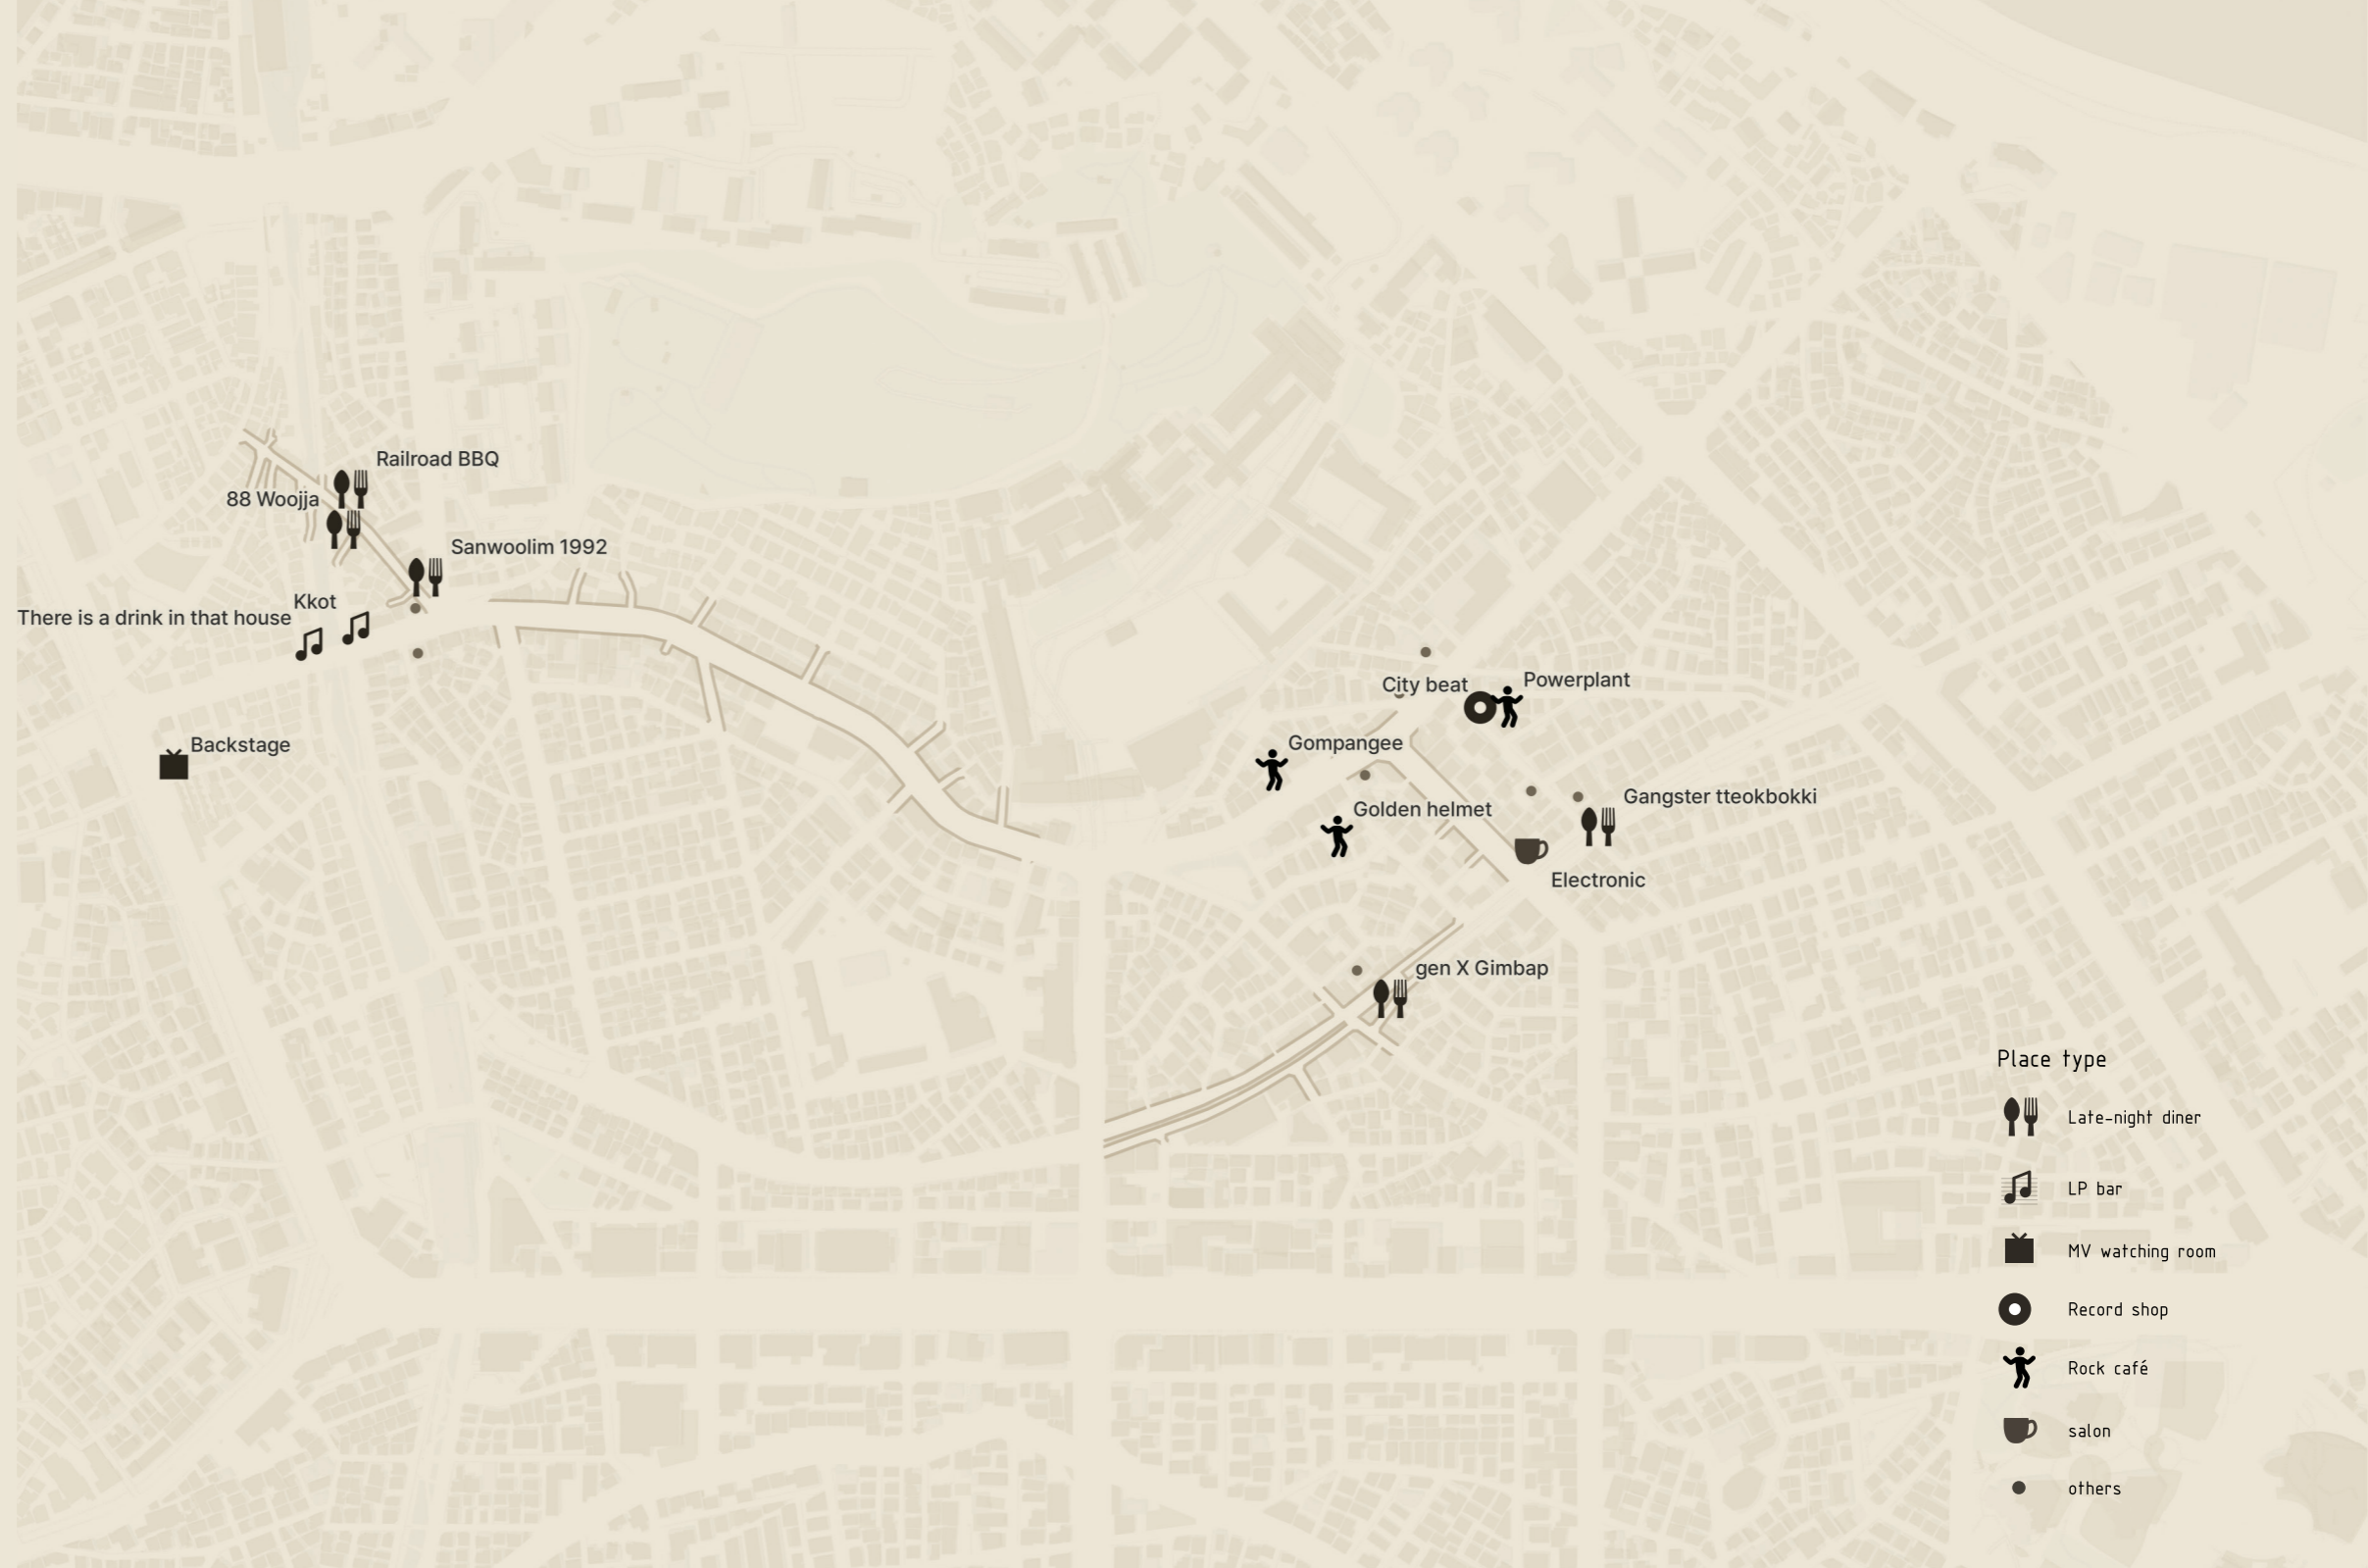 Railroad BBQ
88 Woojja
Sanwoolim 1992
Kkot
There is a drink in that house
Backstage
City beat
Powerplant
Gompangee
Golden helmet
Gangster tteokbokki
Electronic
gen X Gimbap
Place type
Late-night diner
LP bar
MV watching room
Record shop
Rock café
salon
others